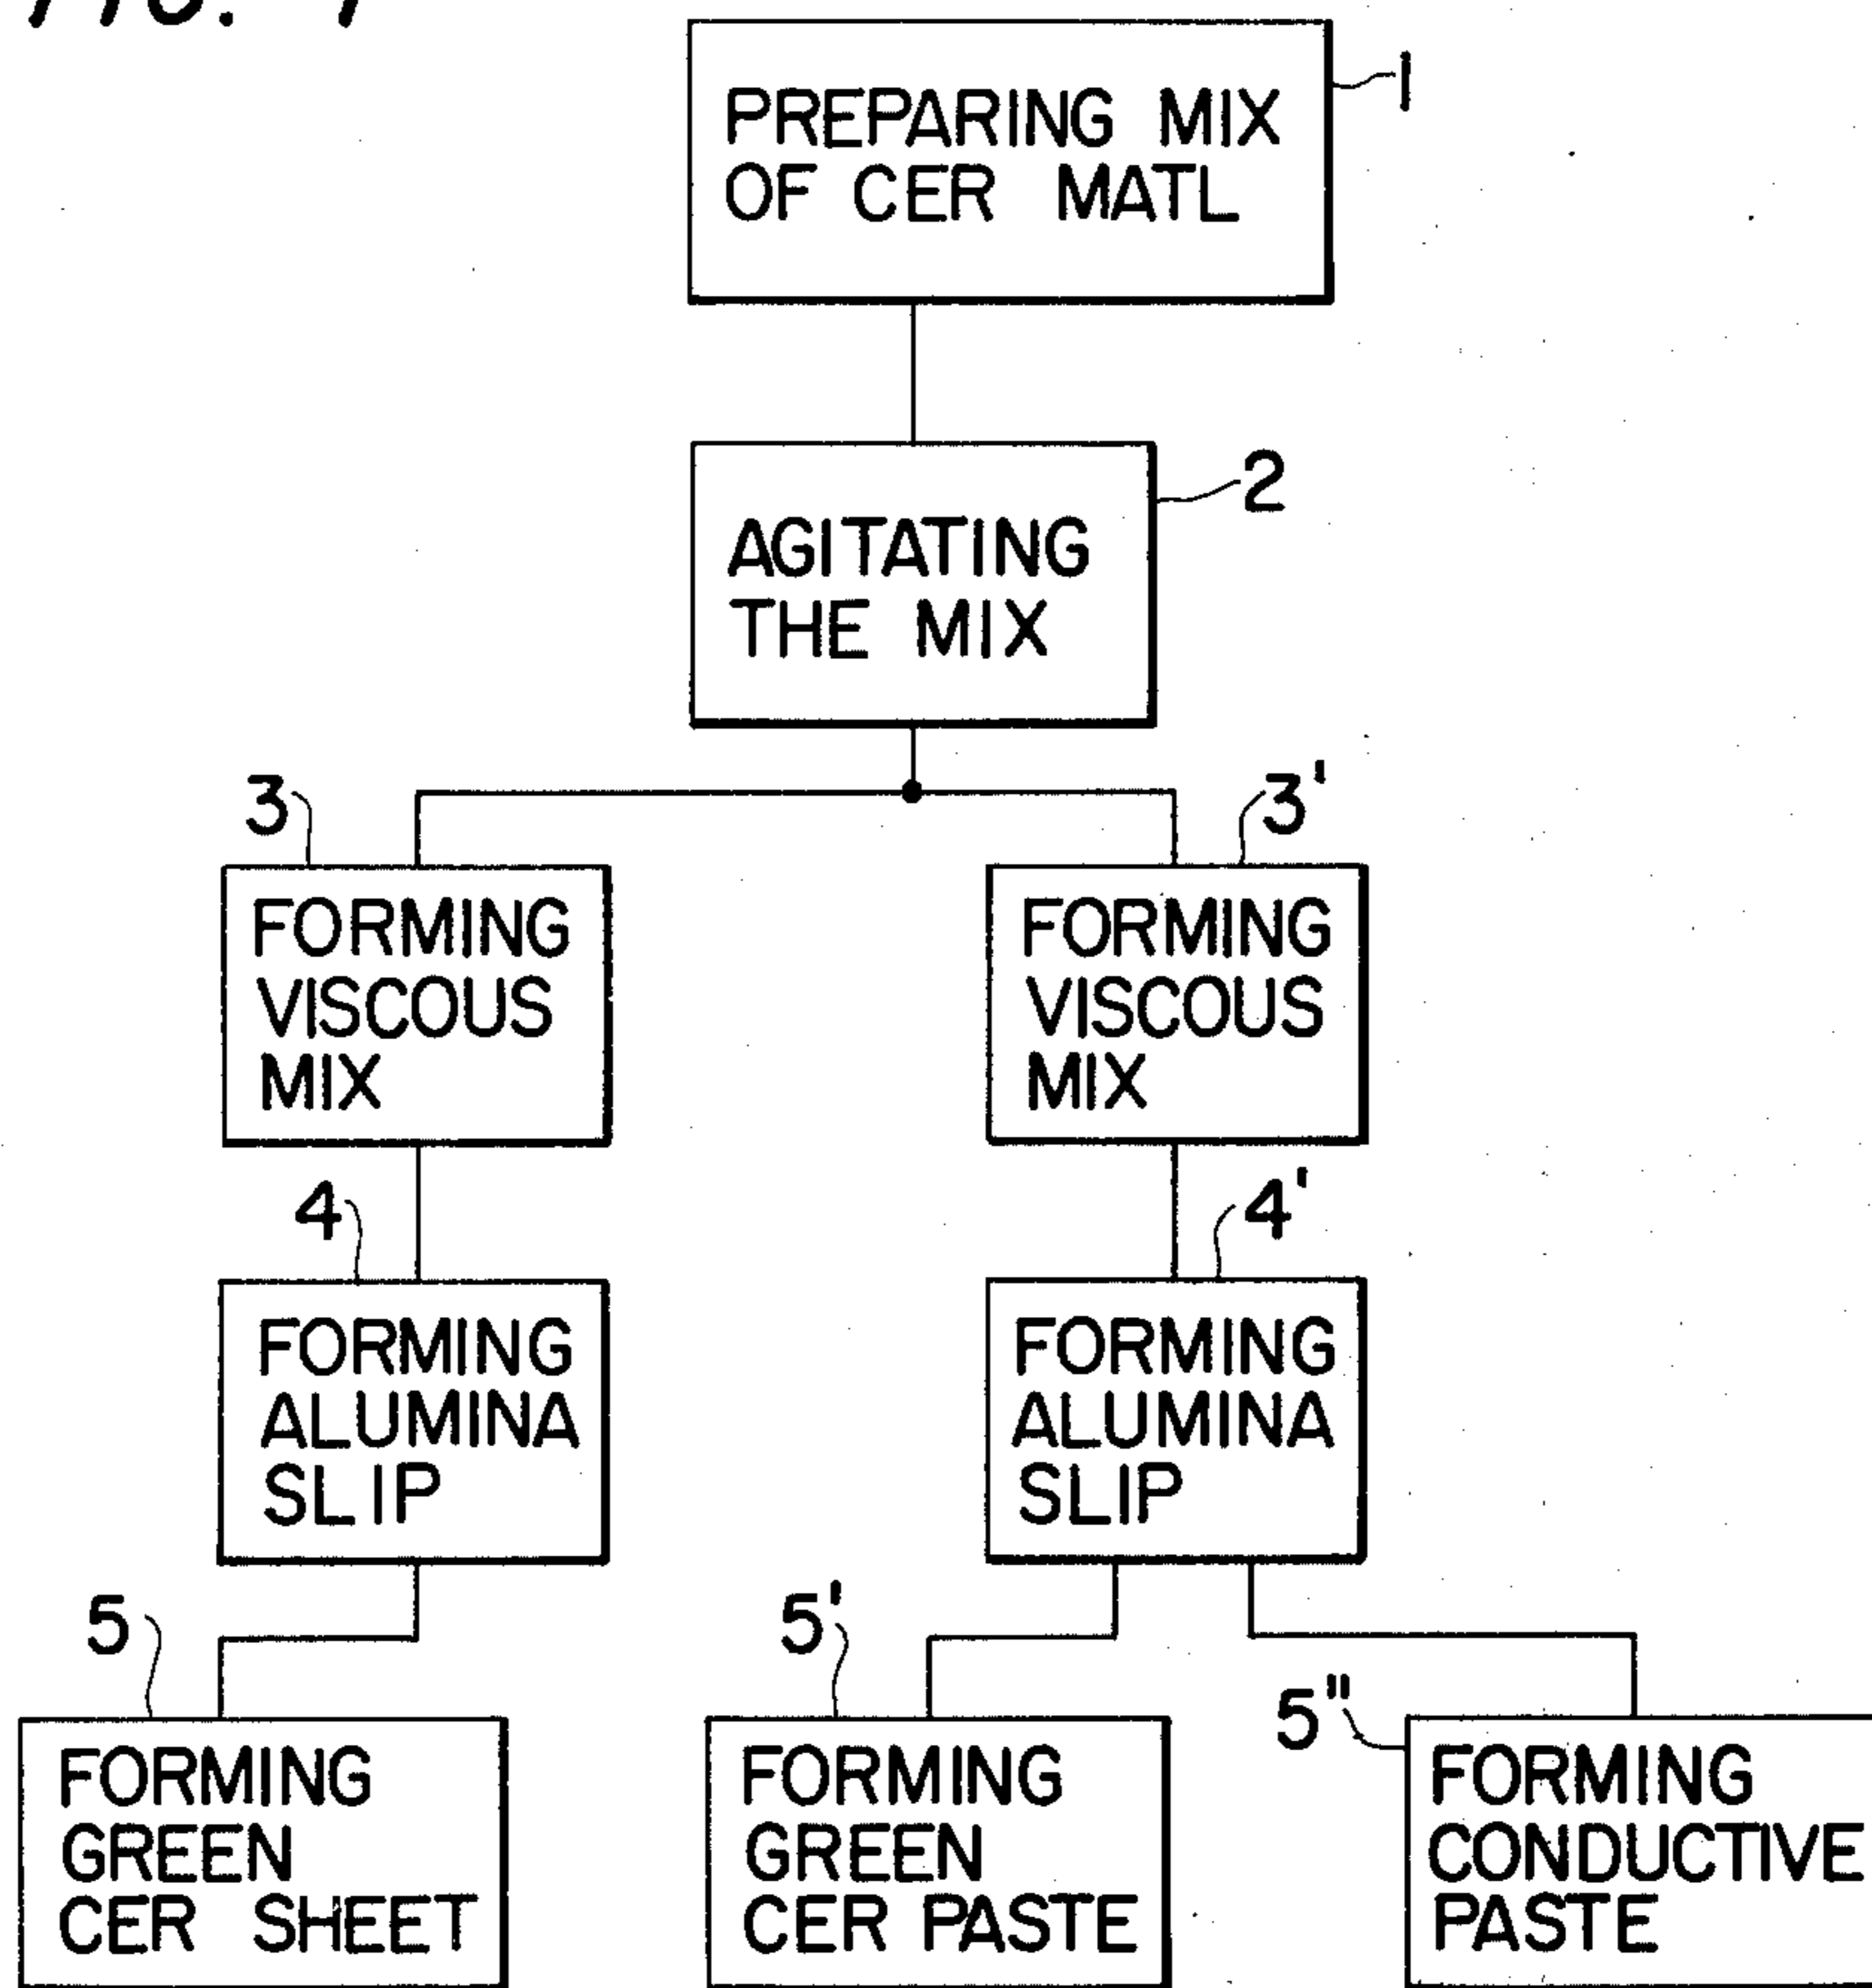 PREPARING MIX
OF CER MATL
1
AGITATING
THE MIX
2
3
FORMING
VISCOUS
MIX
3'
FORMING
VISCOUS
MIX
4
FORMING
ALUMINA
SLIP
4'
FORMING
ALUMINA
SLIP
5
FORMING
GREEN
CER SHEET
5'
FORMING
GREEN
CER PASTE
5"
FORMING
CONDUCTIVE
PASTE